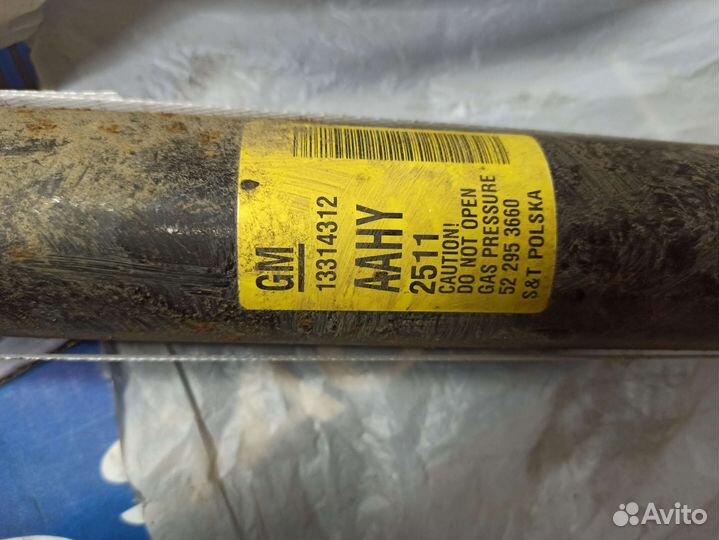 GM
13314312
AAHY
2511
CAUTION!
DO NOT OPEN
GAS PRESSURE
52 295 3660
S&T POLSKA
Avito